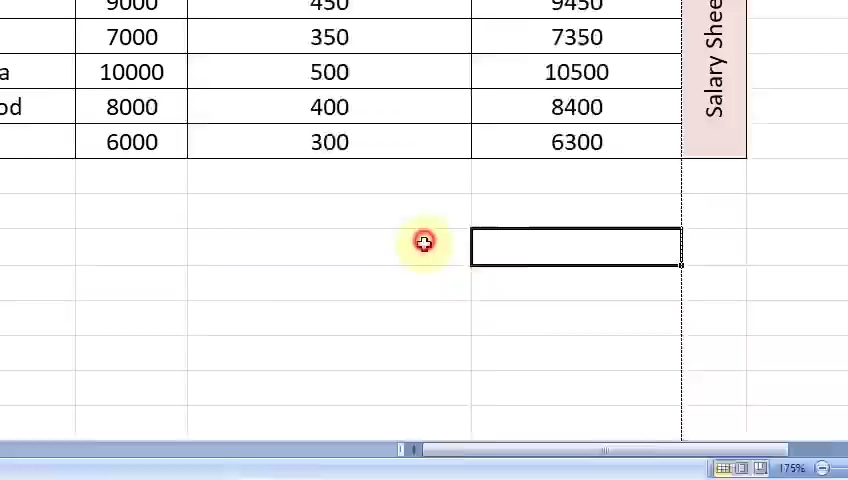 9000 450 9450
7000 350 7350
a 10000 500 10500
od 8000 400 8400
6000 300 6300
Salary Shee
175%